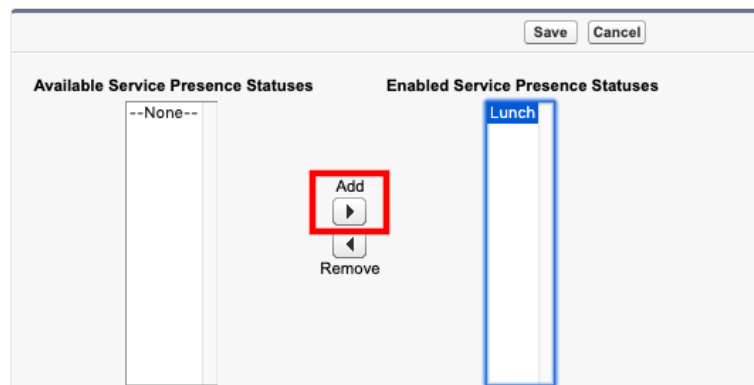 Save Cancel
Available Service Presence Statuses Enabled Service Presence Statuses
--None-- Lunch
Add
Remove